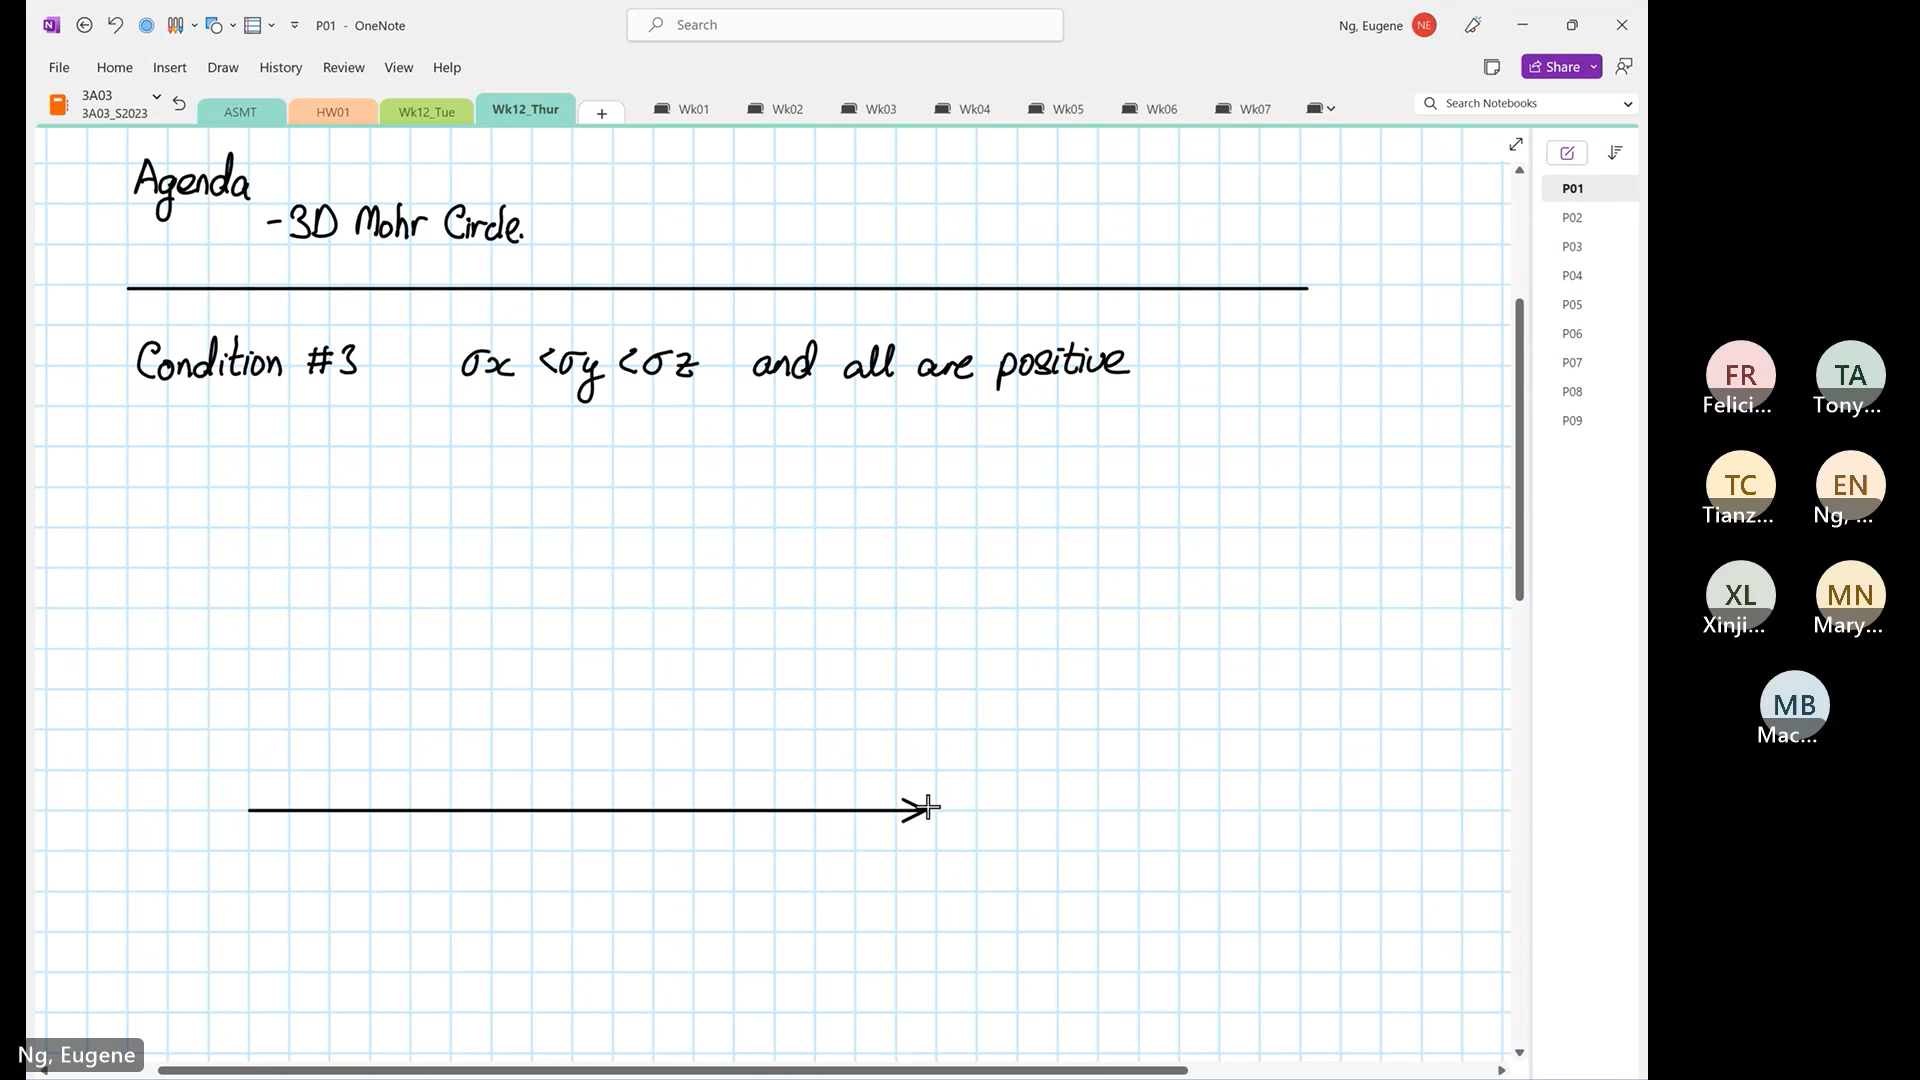 P01 - OneNote
Search
Ng, Eugene
NE
File Home Insert Draw History Review View Help
Share
3A03
3A03_S2023
ASMT HW01 Wk12_Tue Wk12_Thur + Wk01 Wk02 Wk03 Wk04 Wk05 Wk06 Wk07
Search Notebooks
Agenda
-3D Mohr Circle.
Condition #3 σx <σy <σz and all are positive
P01
P02
P03
P04
P05
P06
P07
P08
P09
FR TA
Felici... Tony...
TC EN
Tianz... Ng, ...
XL MN
Xinji... Mary...
MB
Mac...
Ng, Eugene